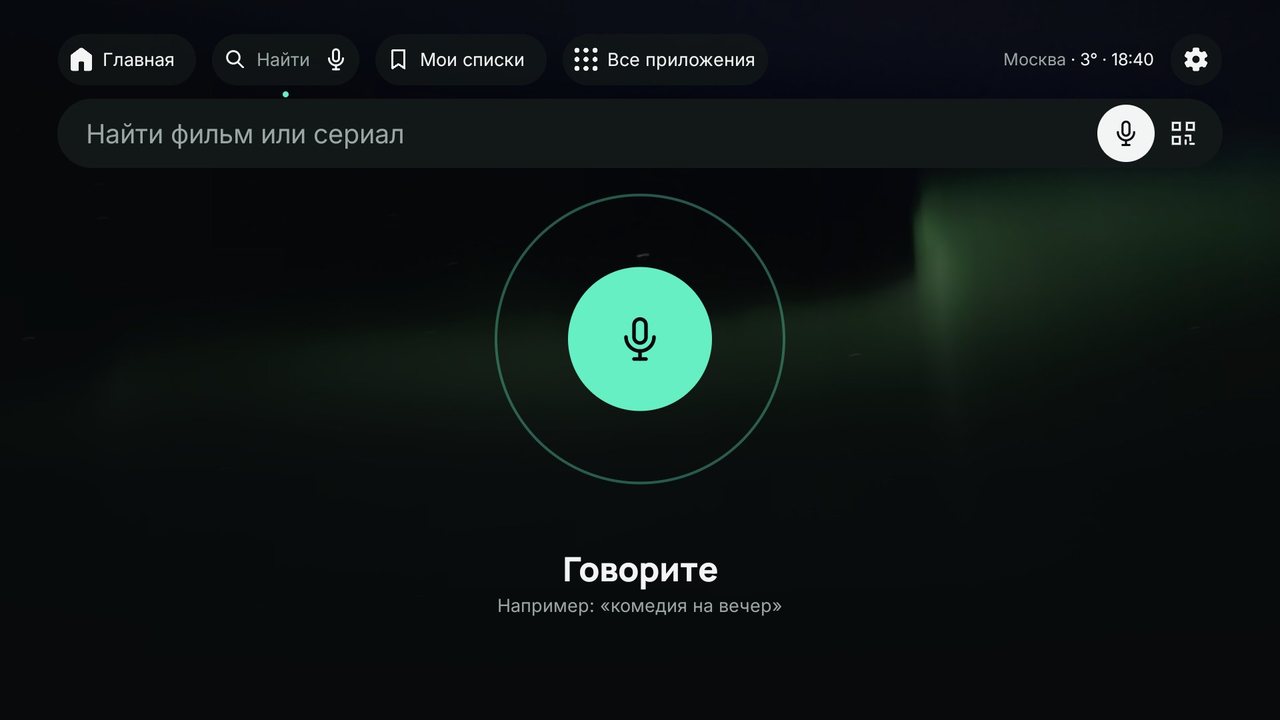 Главная
Найти
Мои списки
Все приложения
Москва · 3° · 18:40
Найти фильм или сериал
Говорите
Например: «комедия на вечер»